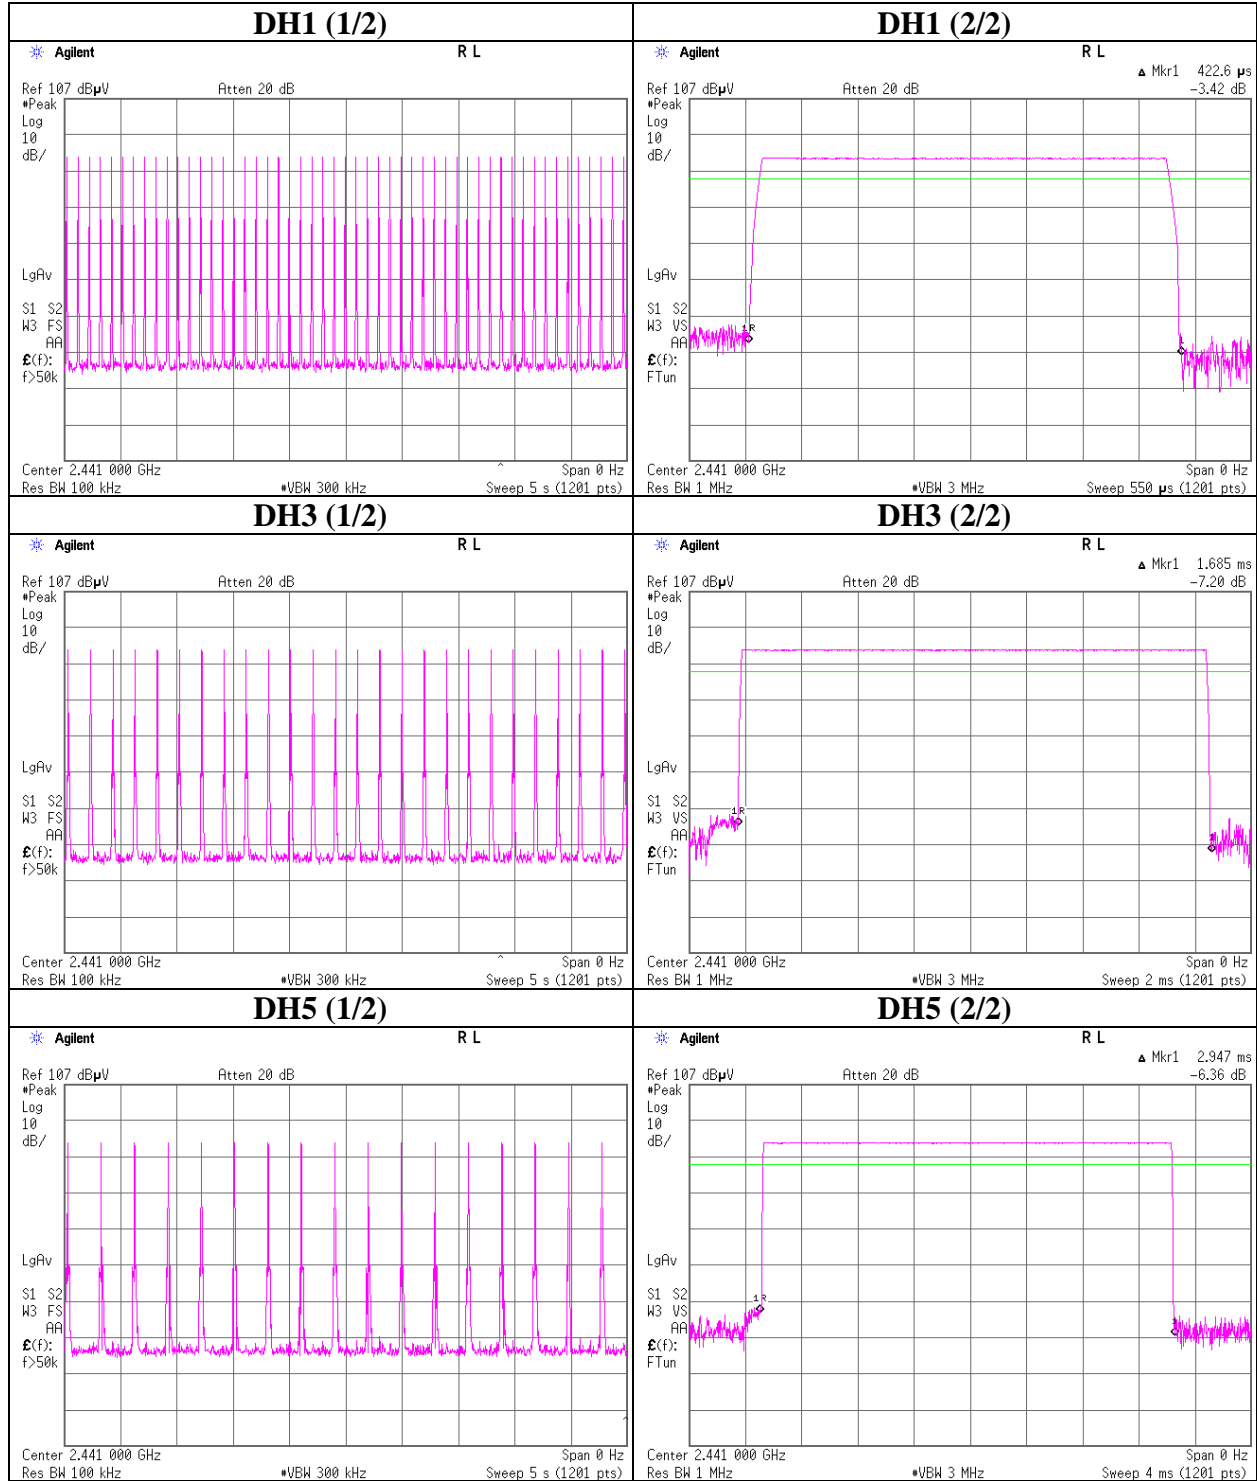 DH1 (1/2)
DH1 (2/2)
Agilent R L
Ref 107 dBµV Atten 20 dB
#Peak
Log
10
dB/
LgAv
S1 S2
W3 FS
AA
£(f):
f>50k
Center 2.441 000 GHz Span 0 Hz
Res BW 100 kHz #VBW 300 kHz Sweep 5 s (1201 pts)
Agilent R L
Δ Mkr1 422.6 µs
Ref 107 dBµV Atten 20 dB -3.42 dB
#Peak
Log
10
dB/
LgAv
S1 S2
W3 VS
AA
£(f):
FTun
1R
1
Center 2.441 000 GHz Span 0 Hz
Res BW 1 MHz #VBW 3 MHz Sweep 550 µs (1201 pts)
DH3 (1/2)
DH3 (2/2)
Agilent R L
Ref 107 dBµV Atten 20 dB
#Peak
Log
10
dB/
LgAv
S1 S2
W3 FS
AA
£(f):
f>50k
Center 2.441 000 GHz Span 0 Hz
Res BW 100 kHz #VBW 300 kHz Sweep 5 s (1201 pts)
Agilent R L
Δ Mkr1 1.685 ms
Ref 107 dBµV Atten 20 dB -7.20 dB
#Peak
Log
10
dB/
LgAv
S1 S2
W3 VS
AA
£(f):
FTun
1R
1
Center 2.441 000 GHz Span 0 Hz
Res BW 1 MHz #VBW 3 MHz Sweep 2 ms (1201 pts)
DH5 (1/2)
DH5 (2/2)
Agilent R L
Ref 107 dBµV Atten 20 dB
#Peak
Log
10
dB/
LgAv
S1 S2
W3 FS
AA
£(f):
f>50k
Center 2.441 000 GHz Span 0 Hz
Res BW 100 kHz #VBW 300 kHz Sweep 5 s (1201 pts)
Agilent R L
Δ Mkr1 2.947 ms
Ref 107 dBµV Atten 20 dB -6.36 dB
#Peak
Log
10
dB/
LgAv
S1 S2
W3 VS
AA
£(f):
FTun
1R
1
Center 2.441 000 GHz Span 0 Hz
Res BW 1 MHz #VBW 3 MHz Sweep 4 ms (1201 pts)